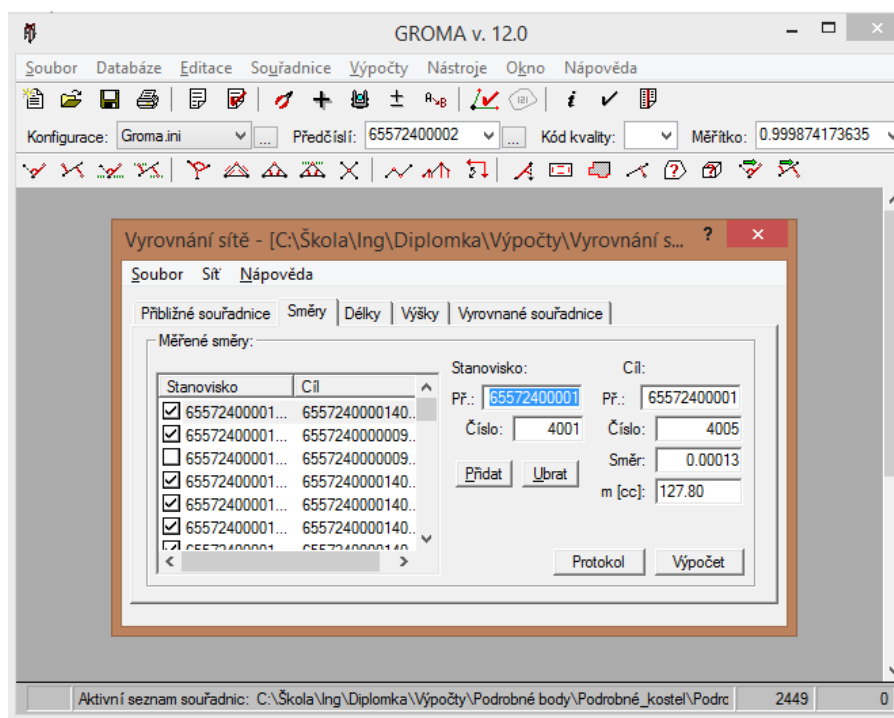 GROMA v. 12.0
Soubor Databáze Editace Souřadnice Výpočty Nástroje Okno Nápověda
Konfigurace: Groma.ini ... Předčíslí: 65572400002 ... Kód kvality: Měřítko: 0.999874173635
Vyrovnání sítě - [C:\Škola\Ing\Diplomka\Výpočty\Vyrovnání s... ?
Soubor Síť Nápověda
Přibližné souřadnice Směry Délky Výšky Vyrovnané souřadnice
Měřené směry:
Stanovisko: Cíl:
Stanovisko Cíl
Př.: 65572400001 Př.: 65572400001
65572400001... 6557240000140..
Číslo: 4001 Číslo: 4005
65572400001... 6557240000009..
65572400001... 6557240000009..
Směr: 0.00013
65572400001... 6557240000140..
Přidat Ubrat
m [cc]: 127.80
65572400001... 6557240000140..
65572400001 6557240000140
Protokol Výpočet
Aktivní seznam souřadnic: C:\Škola\Ing\Diplomka\Výpočty\Podrobné body\Podrobné_kostel\Podrc 2449 0